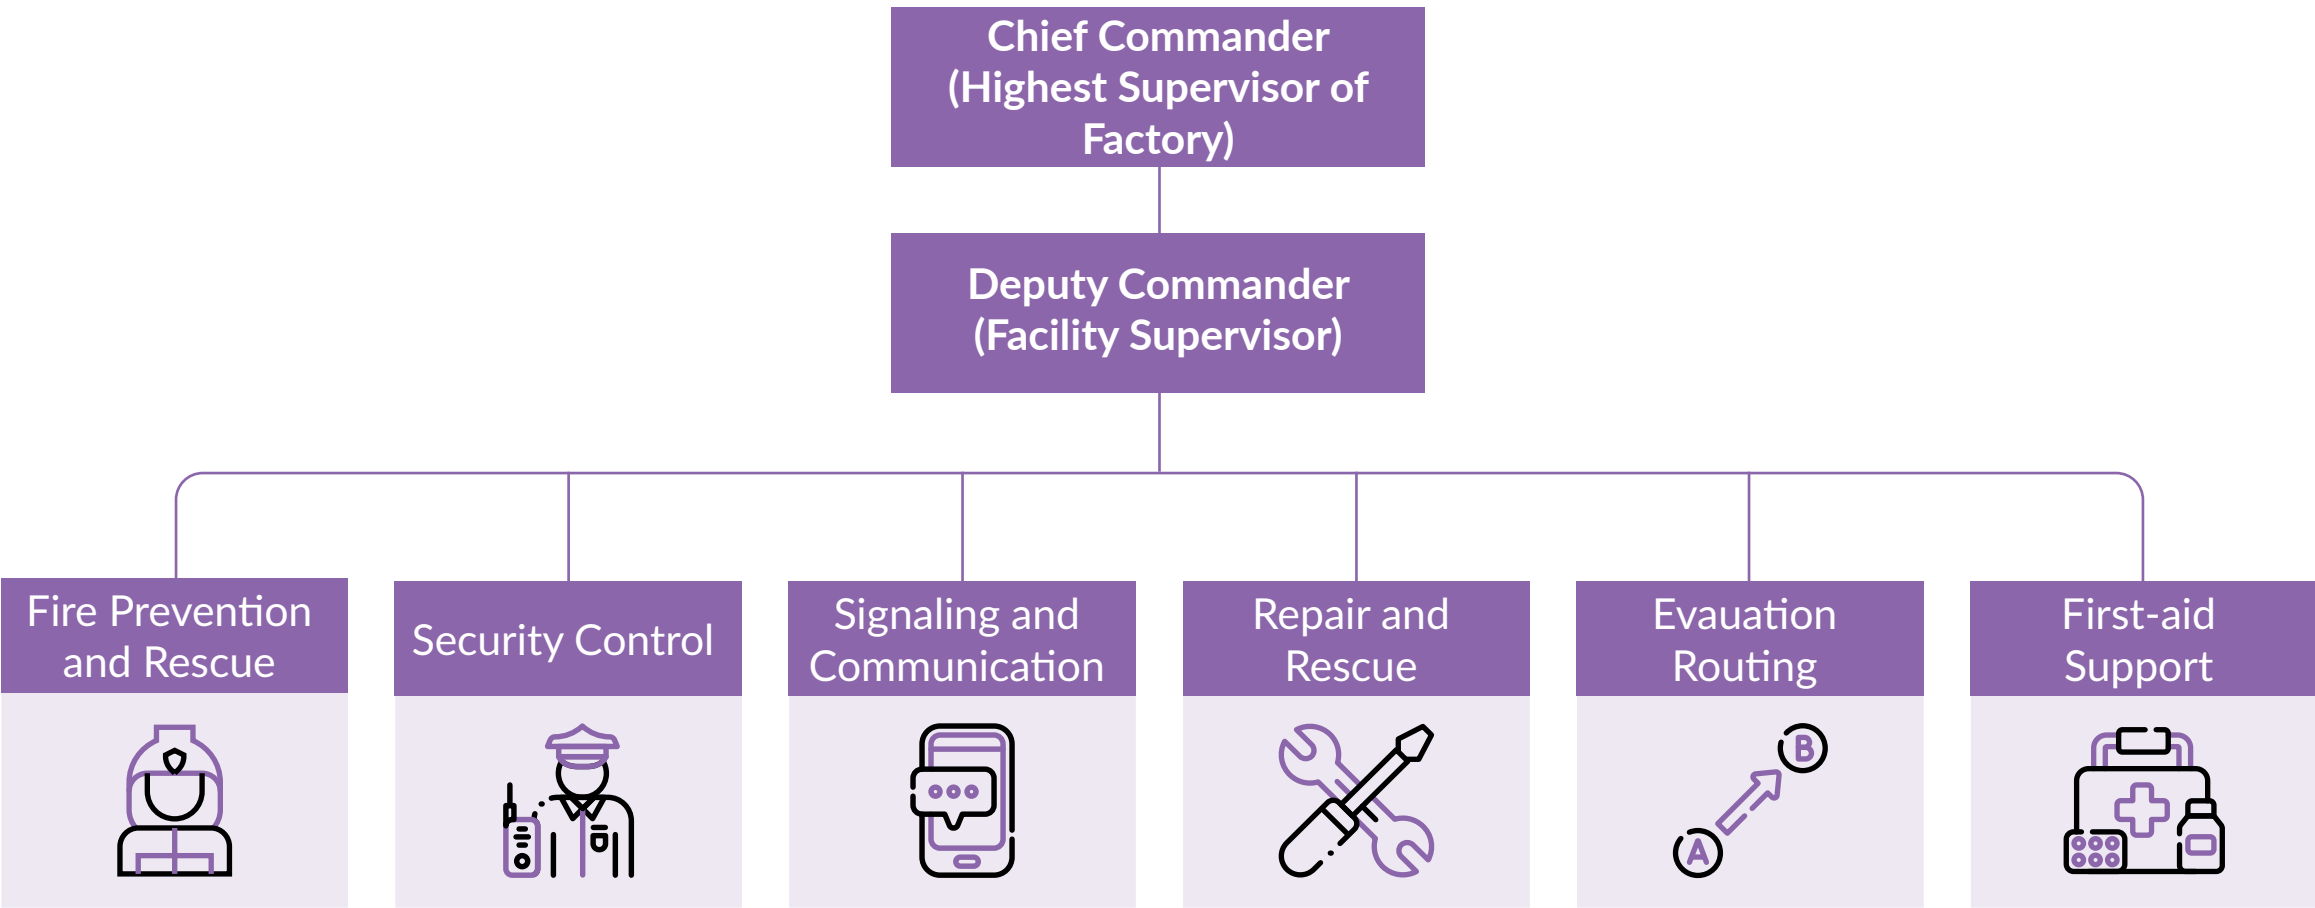 Chief Commander
(Highest Supervisor of
Factory)
Deputy Commander
(Facility Supervisor)
Fire Prevention
and Rescue
Security Control
Signaling and
Communication
Repair and
Rescue
Evauation
Routing
First-aid
Support
A
B